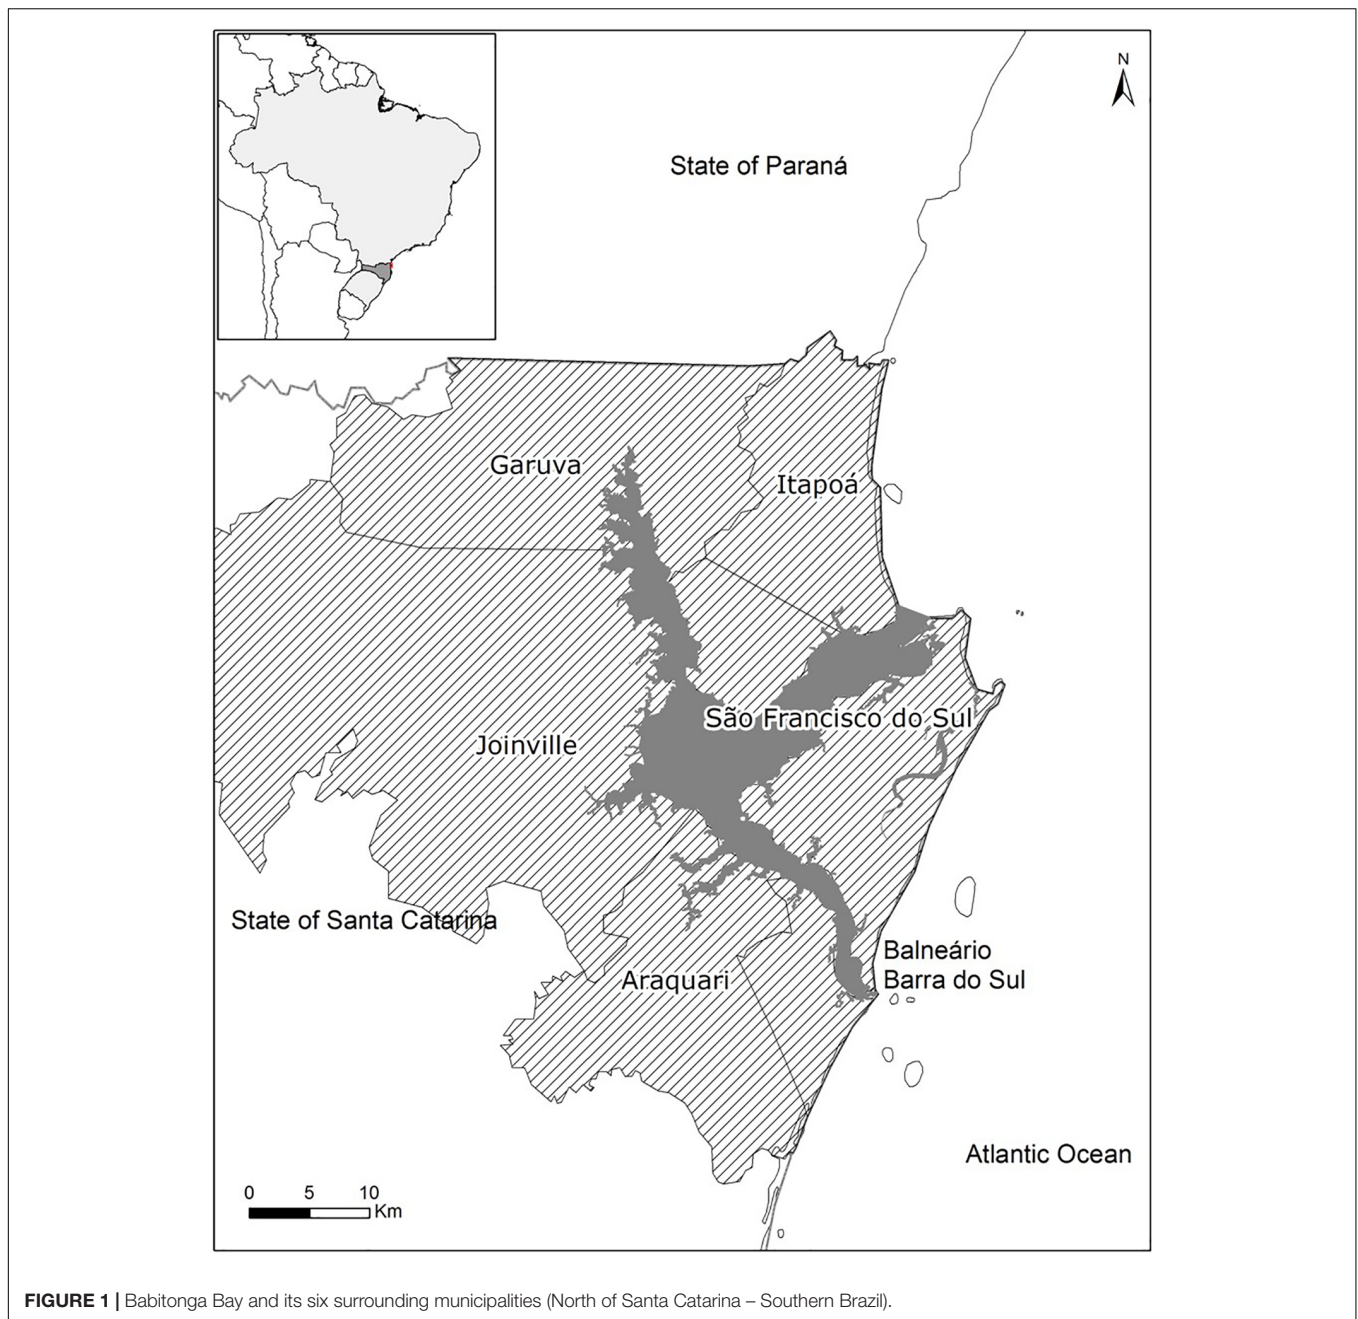 N
State of Paraná
Garuva
Itapoá
São Francisco do Sul
Joinville
State of Santa Catarina
Balneário
Barra do Sul
Araquari
Atlantic Ocean
0 5 10
Km
FIGURE 1 | Babitonga Bay and its six surrounding municipalities (North of Santa Catarina – Southern Brazil).